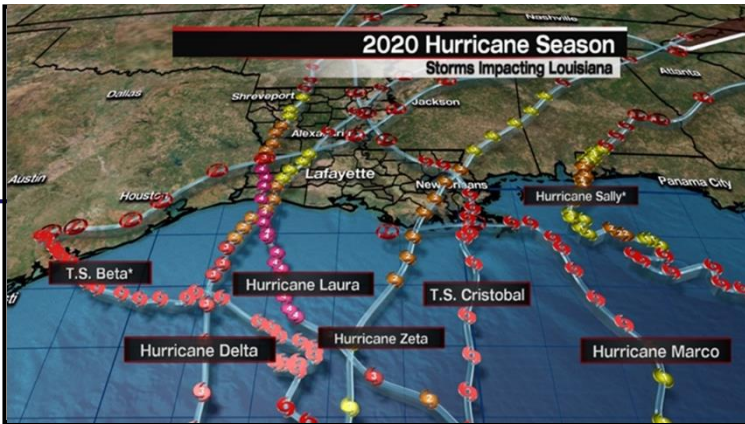 Nashville
2020 Hurricane Season
Storms Impacting Louisiana
Atlanta
Dallas
Shreveport
Jackson
Austin
Lafayette
Houston
New Orleans
Hurricane Sally*
Panama City
T.S. Beta*
Hurricane Laura
T.S. Cristobal
Hurricane Delta
Hurricane Zeta
Hurricane Marco